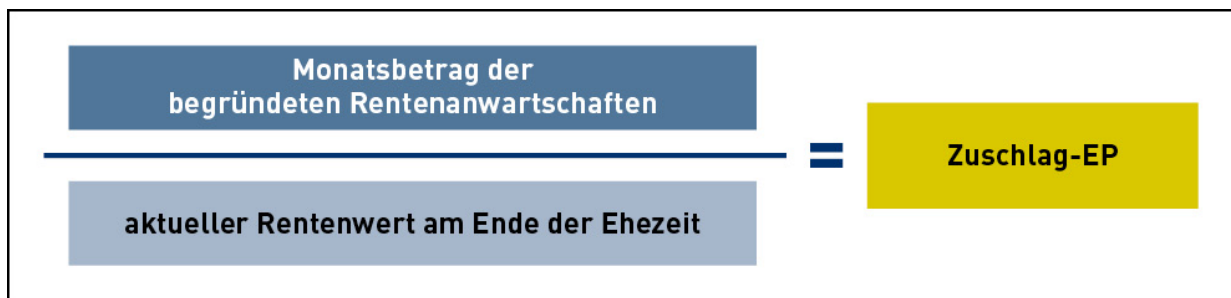 Monatsbetrag der
begründeten Rentenanwartschaften
=
Zuschlag-EP
aktueller Rentenwert am Ende der Ehezeit